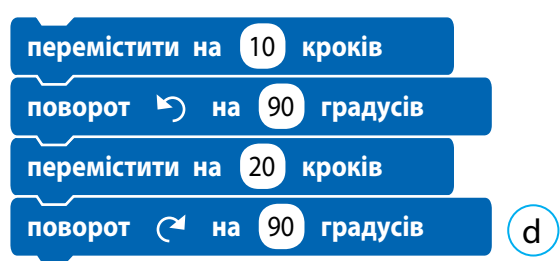 перемістити на 10 кроків
поворот на 90 градусів
перемістити на 20 кроків
поворот на 90 градусів
d